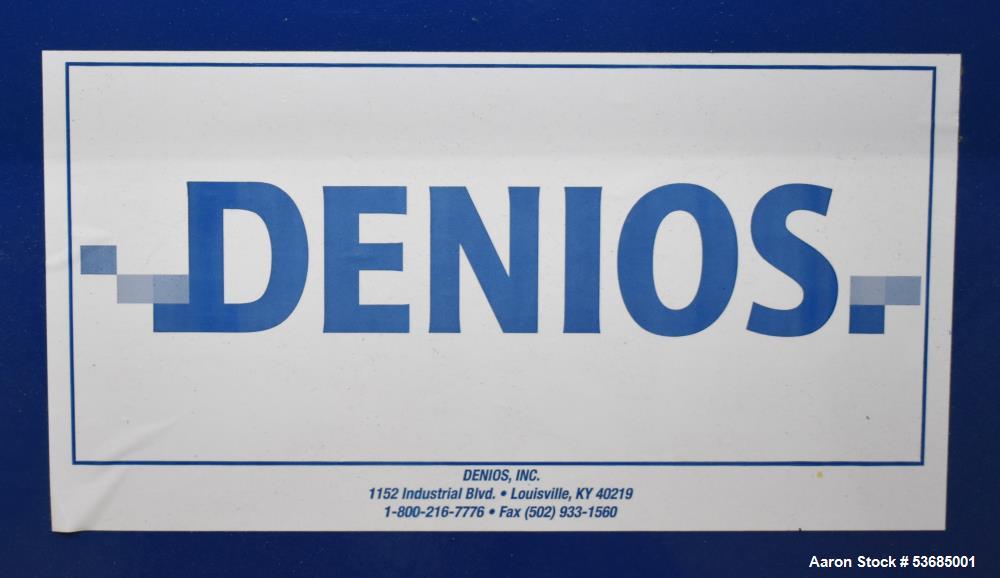 DENIOS.
DENIOS, INC.
1152 Industrial Blvd. • Louisville, KY 40219
1-800-216-7776 • Fax (502) 933-1560
Aaron Stock # 53685001